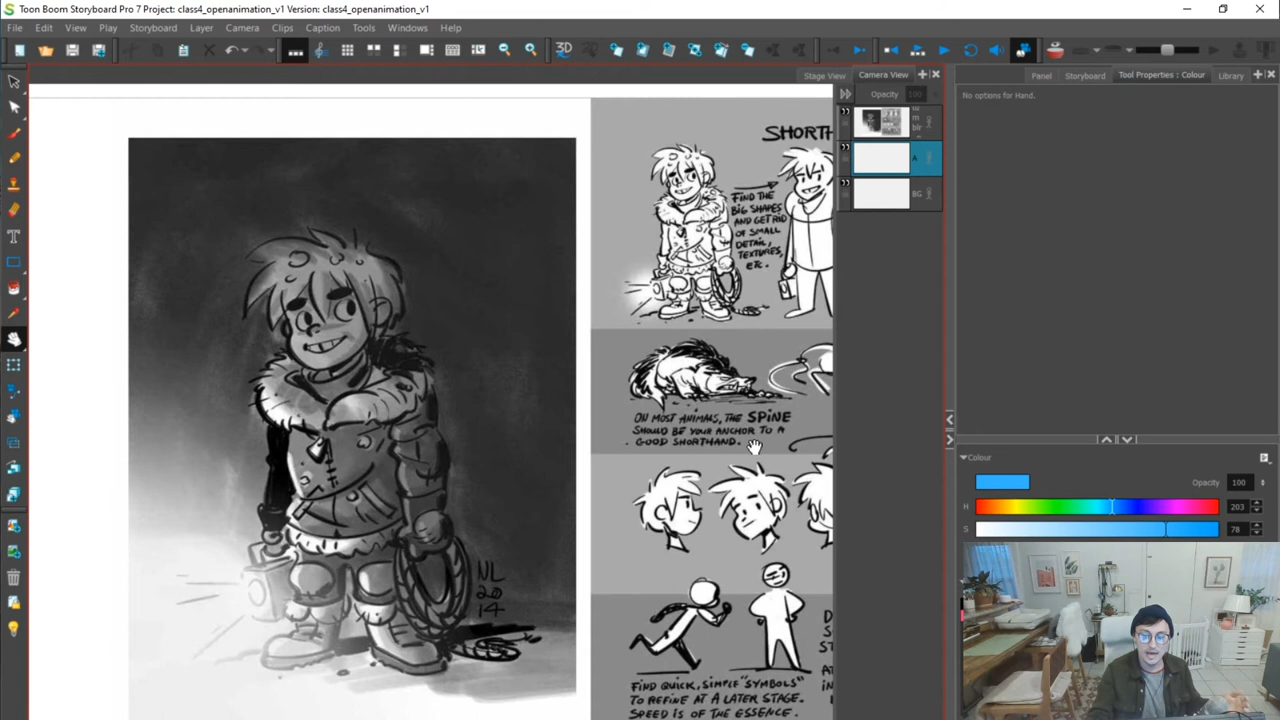 Toon Boom Storyboard Pro 7 Project: class4_openanimation_v1 Version: class4_openanimation_v1
File Edit View Play Storyboard Layer Camera Clips Caption Tools Windows Help
3D
Stage View Camera View
Opacity 100
A
BG
Panel Storyboard Tool Properties : Colour Library
No options for Hand.
SHORTH
FIND THE
BIG SHAPES
AND GET RID
OF SMALL
DETAIL,
TEXTURES,
ETC.
ON MOST ANIMALS, THE SPINE
SHOULD BE YOUR ANCHOR TO A
GOOD SHORTHAND.
NL
2014
FIND QUICK, SIMPLE "SYMBOLS"
TO REFINE AT A LATER STAGE.
SPEED IS OF THE ESSENCE.
Colour
Opacity 100
H 203
S 78